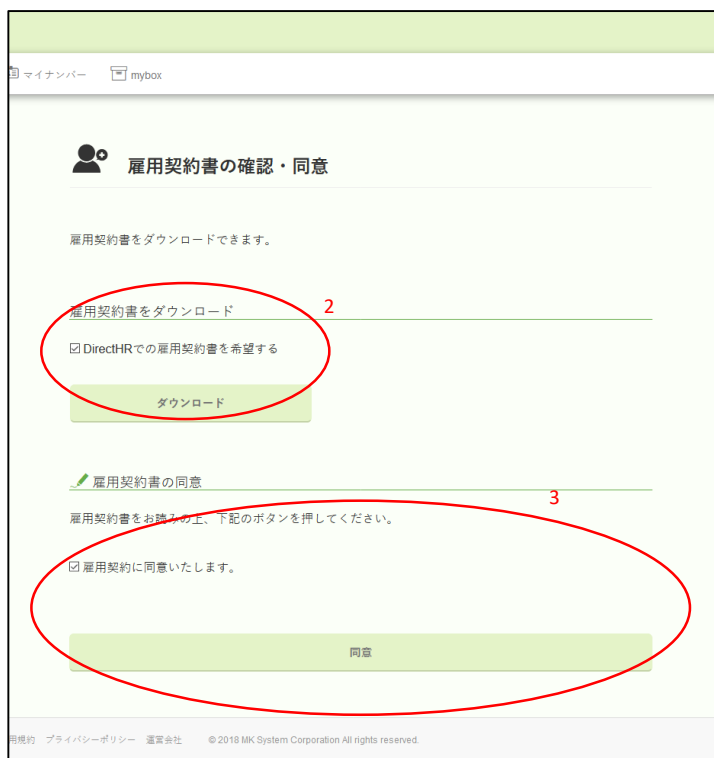 マイナンバー mybox
雇用契約書の確認・同意
雇用契約書をダウンロードできます。
雇用契約書をダウンロード 2
DirectHRでの雇用契約書を希望する
ダウンロード
雇用契約書の同意
3
雇用契約書をお読みの上、下記のボタンを押してください。
雇用契約に同意いたします。
同意
用規約 プライバシーポリシー 運営会社 © 2018 MK System Corporation All rights reserved.